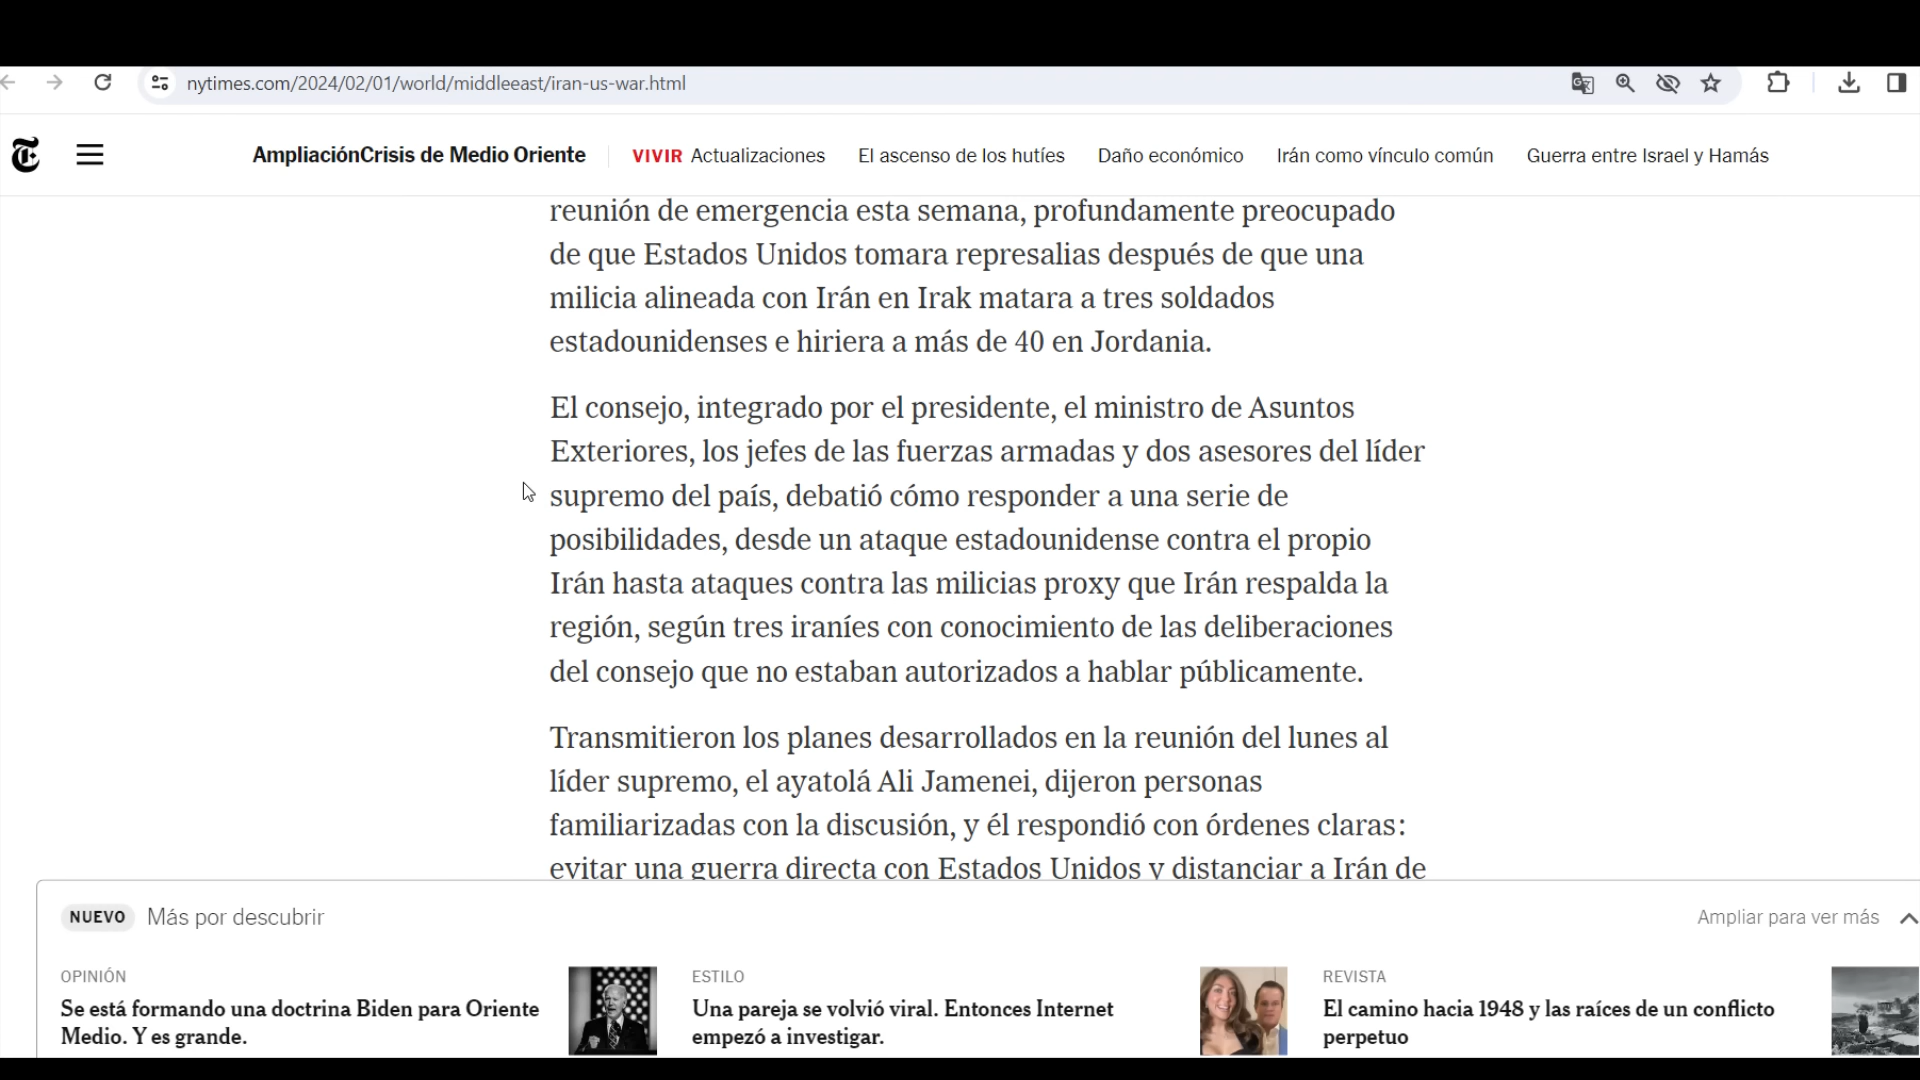 nytimes.com/2024/02/01/world/middleeast/iran-us-war.html
AmpliaciónCrisis de Medio Oriente
VIVIR Actualizaciones
El ascenso de los hutíes
Daño económico
Irán como vínculo común
Guerra entre Israel y Hamás
reunión de emergencia esta semana, profundamente preocupado
de que Estados Unidos tomara represalias después de que una
milicia alineada con Irán en Irak matara a tres soldados
estadounidenses e hiriera a más de 40 en Jordania.
El consejo, integrado por el presidente, el ministro de Asuntos
Exteriores, los jefes de las fuerzas armadas y dos asesores del líder
supremo del país, debatió cómo responder a una serie de
posibilidades, desde un ataque estadounidense contra el propio
Irán hasta ataques contra las milicias proxy que Irán respalda la
región, según tres iraníes con conocimiento de las deliberaciones
del consejo que no estaban autorizados a hablar públicamente.
Transmitieron los planes desarrollados en la reunión del lunes al
líder supremo, el ayatolá Ali Jamenei, dijeron personas
familiarizadas con la discusión, y él respondió con órdenes claras:
evitar una guerra directa con Estados Unidos y distanciar a Irán de
NUEVO Más por descubrir
Ampliar para ver más
OPINIÓN
Se está formando una doctrina Biden para Oriente
Medio. Y es grande.
ESTILO
Una pareja se volvió viral. Entonces Internet
empezó a investigar.
REVISTA
El camino hacia 1948 y las raíces de un conflicto
perpetuo